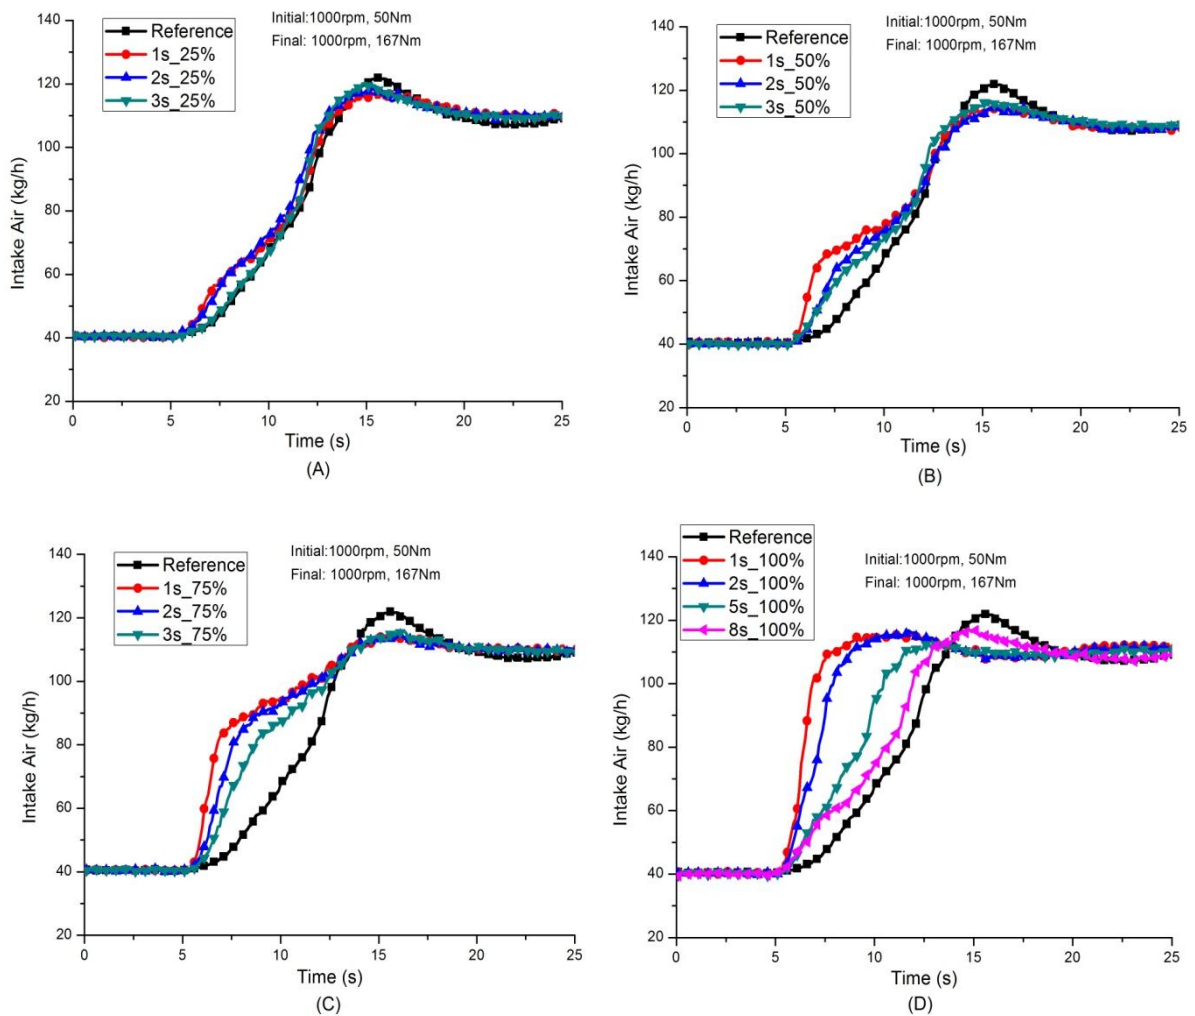 140
120
100
80
60
40
20
Intake Air (kg/h)
Reference
1s_25%
2s_25%
3s_25%
Initial:1000rpm, 50Nm
Final: 1000rpm, 167Nm
0 5 10 15 20 25
Time (s)
(A)
140
120
100
80
60
40
20
Intake Air (kg/h)
Reference
1s_50%
2s_50%
3s_50%
Initial:1000rpm, 50Nm
Final: 1000rpm, 167Nm
0 5 10 15 20 25
Time (s)
(B)
140
120
100
80
60
40
20
Intake Air (kg/h)
Reference
1s_75%
2s_75%
3s_75%
Initial:1000rpm, 50Nm
Final: 1000rpm, 167Nm
0 5 10 15 20 25
Time (s)
(C)
140
120
100
80
60
40
20
Intake Air (kg/h)
Reference
1s_100%
2s_100%
5s_100%
8s_100%
Initial:1000rpm, 50Nm
Final: 1000rpm, 167Nm
0 5 10 15 20 25
Time (s)
(D)